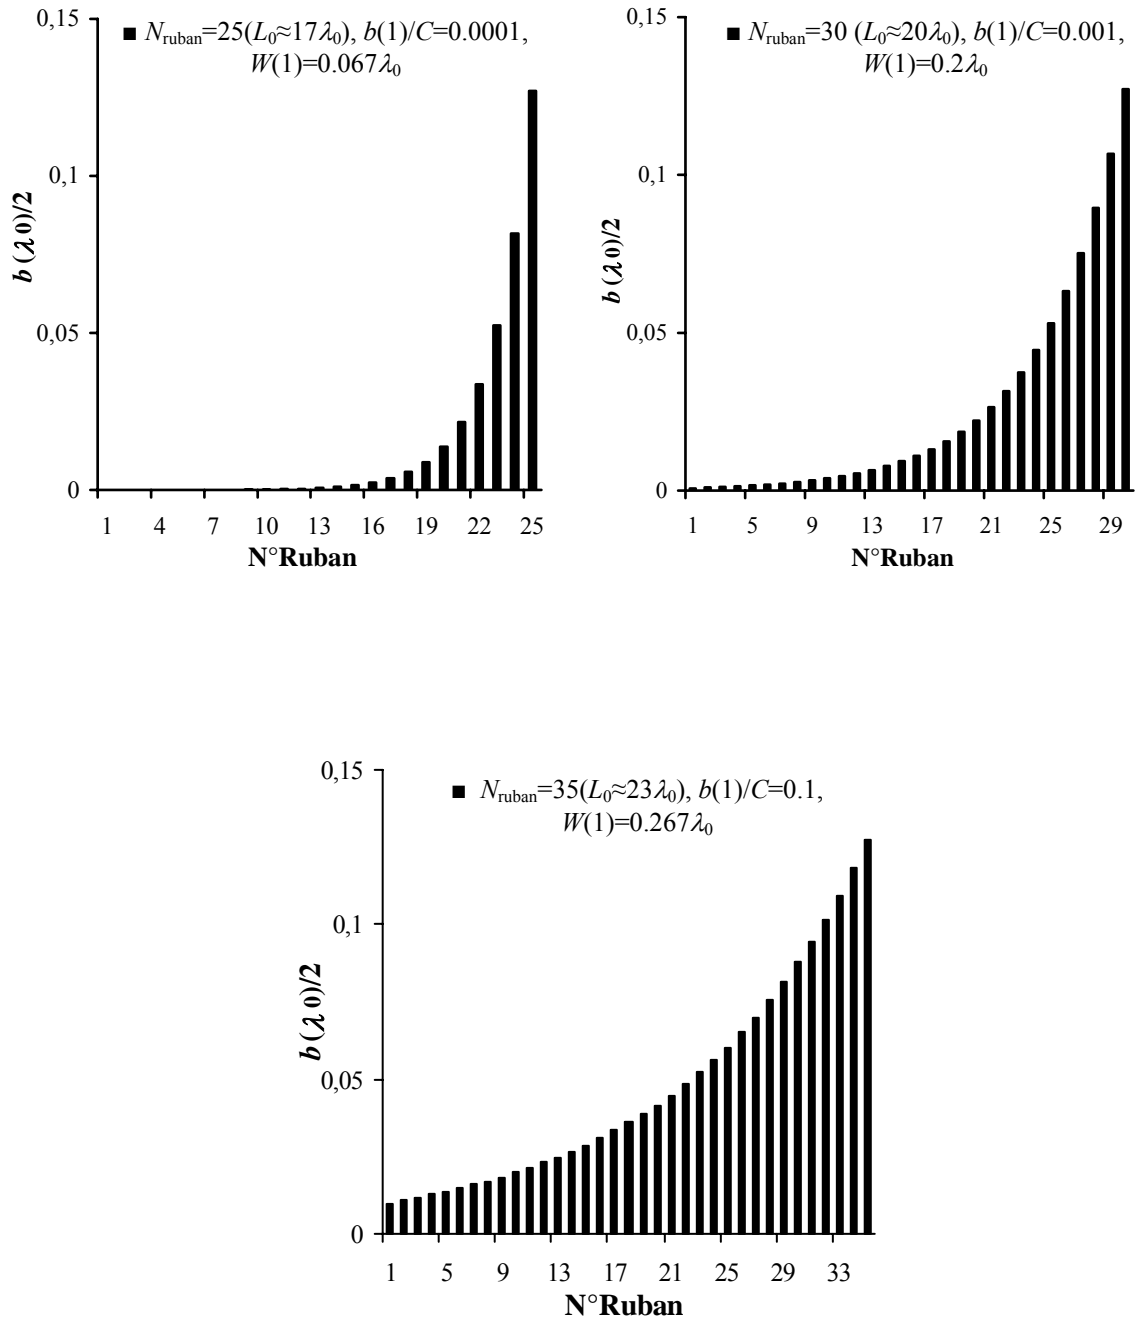 ■ N_ruban=25(L₀≈17λ₀), b(1)/C=0.0001,
W(1)=0.067λ₀
0,15
0,1
0,05
0
b(λ0)/2
1 4 7 10 13 16 19 22 25
N°Ruban
■ N_ruban=30 (L₀≈20λ₀), b(1)/C=0.001,
W(1)=0.2λ₀
0,15
0,1
0,05
0
b(λ0)/2
1 5 9 13 17 21 25 29
N°Ruban
■ N_ruban=35(L₀≈23λ₀), b(1)/C=0.1,
W(1)=0.267λ₀
0,15
0,1
0,05
0
b(λ0)/2
1 5 9 13 17 21 25 29 33
N°Ruban